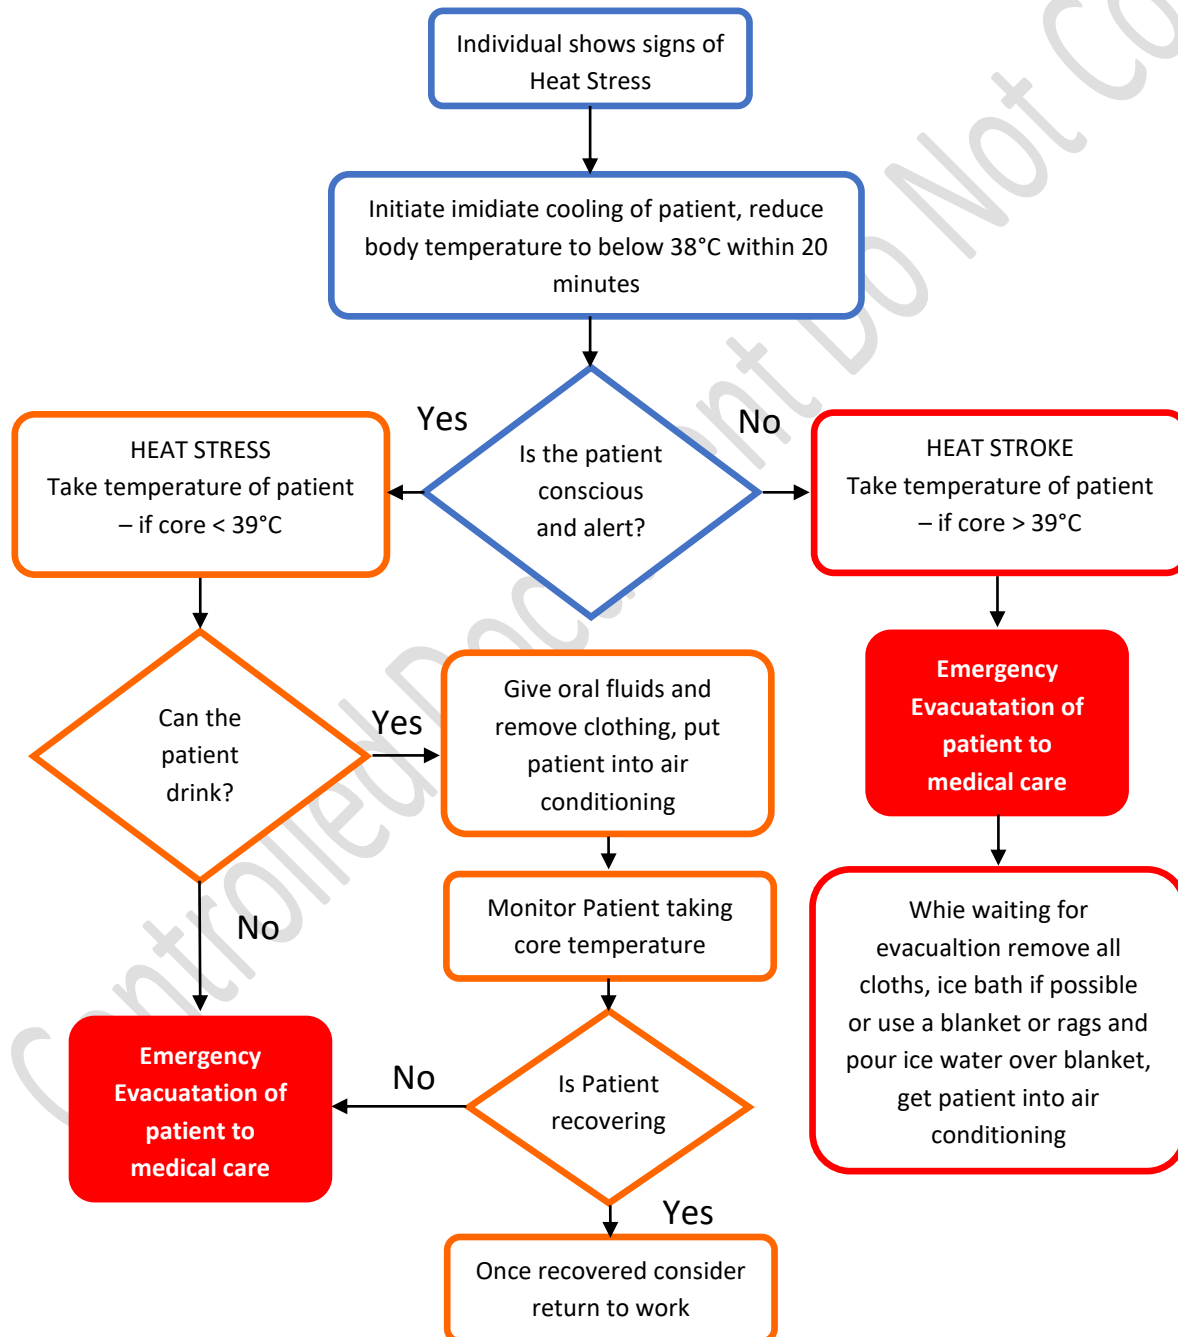 Individual shows signs of
Heat Stress
Initiate imidiate cooling of patient, reduce
body temperature to below 38°C within 20
minutes
Is the patient
conscious
and alert?
Yes
No
HEAT STRESS
Take temperature of patient
– if core < 39°C
HEAT STROKE
Take temperature of patient
– if core > 39°C
Can the
patient
drink?
Yes
No
Give oral fluids and
remove clothing, put
patient into air
conditioning
Emergency
Evacuatation of
patient to
medical care
Monitor Patient taking
core temperature
Whie waiting for
evacualtion remove all
cloths, ice bath if possible
or use a blanket or rags and
pour ice water over blanket,
get patient into air
conditioning
Is Patient
recovering
No
Yes
Emergency
Evacuatation of
patient to
medical care
Once recovered consider
return to work
Controlled Document Do Not Co